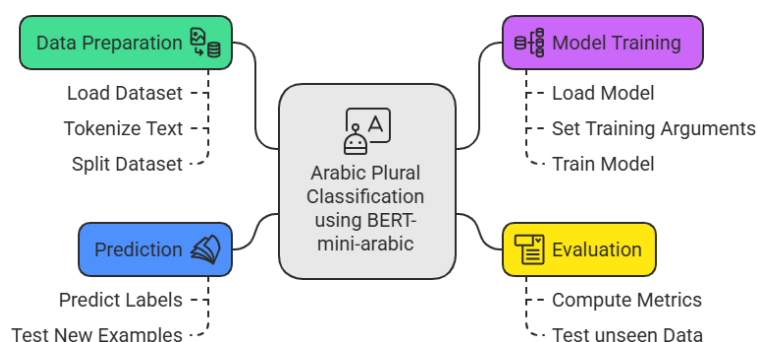 Data Preparation
Load Dataset
Tokenize Text
Split Dataset
Model Training
Load Model
Set Training Arguments
Train Model
A
Arabic Plural
Classification
using BERT-
mini-arabic
Prediction
Predict Labels
Test New Examples
Evaluation
Compute Metrics
Test unseen Data